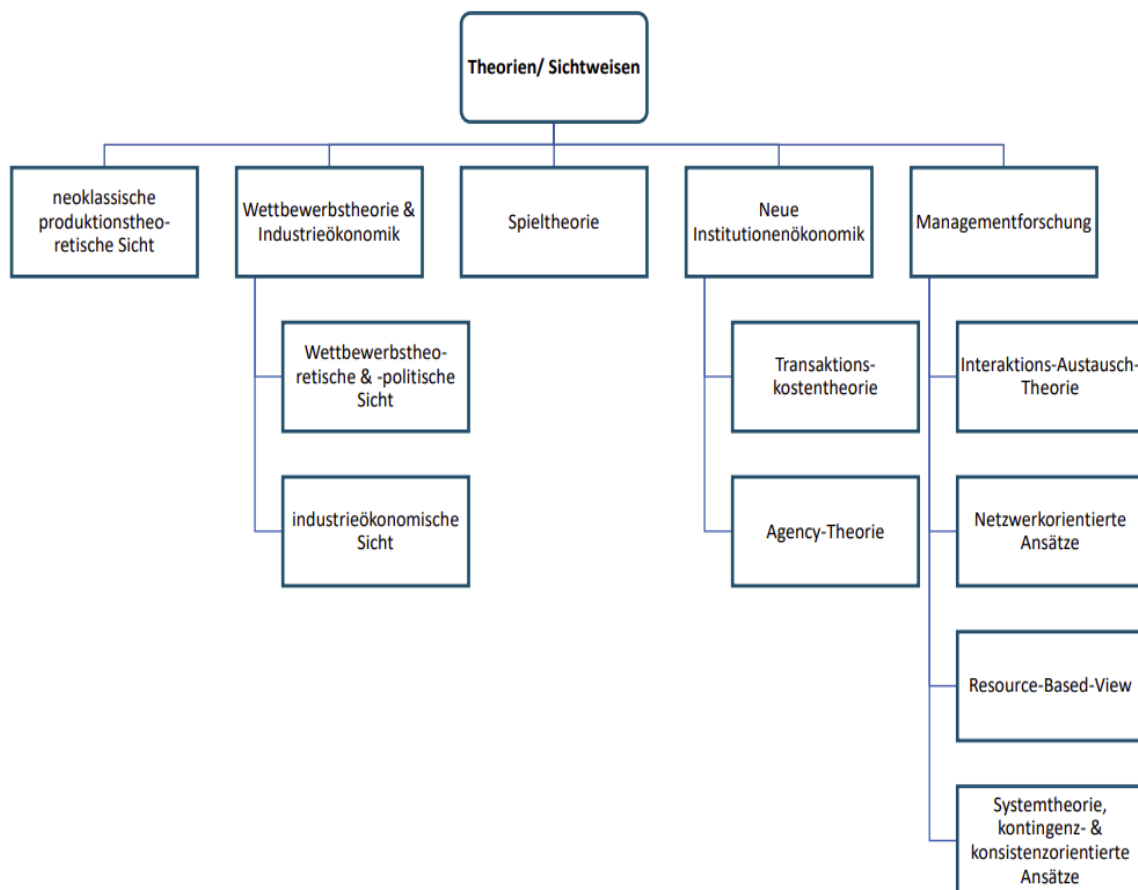 Theorien/ Sichtweisen
neoklassische
produktionstheo-
retische Sicht
Wettbewerbstheorie &
Industrieökonomik
Spieltheorie
Neue
Institutionenökonomik
Managementforschung
Wettbewerbstheo-
retische & -politische
Sicht
industrieökonomische
Sicht
Transaktions-
kostentheorie
Agency-Theorie
Interaktions-Austausch-
Theorie
Netzwerkorientierte
Ansätze
Resource-Based-View
Systemtheorie,
kontingenz- &
konsistenzorientierte
Ansätze